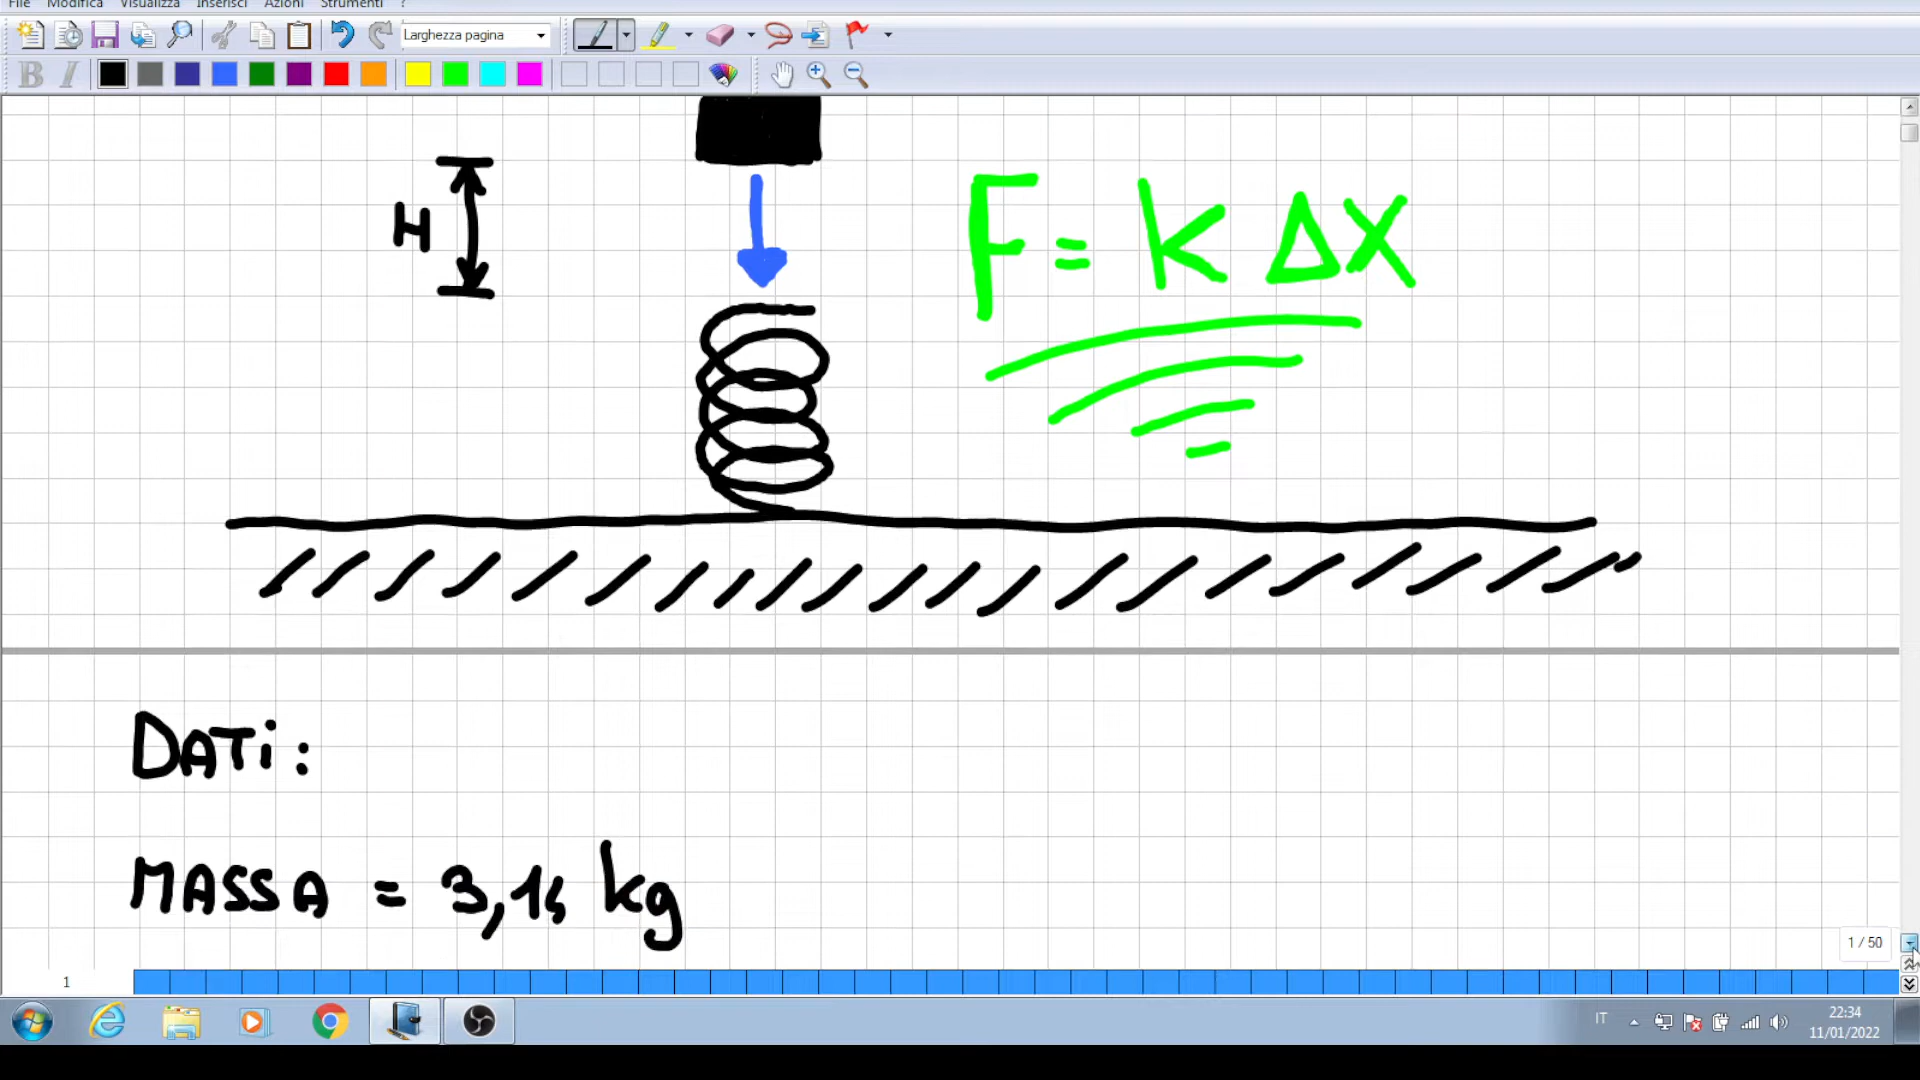 File Modifica Visualizza Inserisci Azioni Strumenti ?
Larghezza pagina
B I
H
F = k Δx
DATi:
MASSA = 3,14 kg
1 / 50
1
IT
22:34
11/01/2022